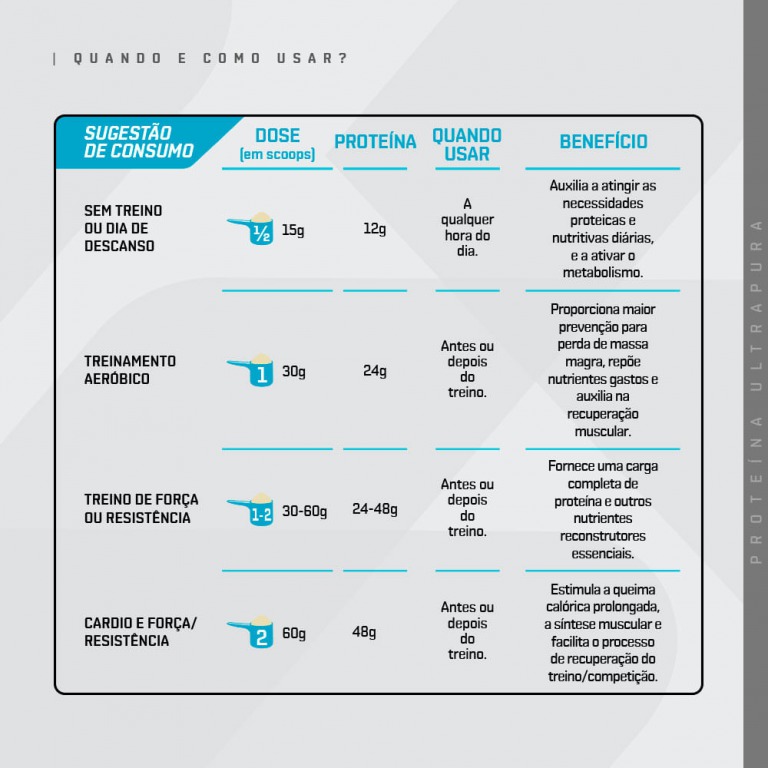 | QUANDO E COMO USAR?
SUGESTÃO
DE CONSUMO
DOSE
(em scoops)
PROTEÍNA
QUANDO
USAR
BENEFÍCIO
SEM TREINO
OU DIA DE
DESCANSO
½
15g
12g
A
qualquer
hora do
dia.
Auxilia a atingir as
necessidades
proteicas e
nutritivas diárias,
e a ativar o
metabolismo.
TREINAMENTO
AERÓBICO
1
30g
24g
Antes ou
depois
do
treino.
Proporciona maior
prevenção para
perda de massa
magra, repõe
nutrientes gastos e
auxilia na
recuperação
muscular.
TREINO DE FORÇA
OU RESISTÊNCIA
1-2
30-60g
24-48g
Antes ou
depois
do
treino.
Fornece uma carga
completa de
proteína e outros
nutrientes
reconstrutores
essenciais.
CARDIO E FORÇA/
RESISTÊNCIA
2
60g
48g
Antes ou
depois
do
treino.
Estimula a queima
calórica prolongada,
a síntese muscular e
facilita o processo
de recuperação do
treino/competição.
PROTEÍNA ULTRAPURA